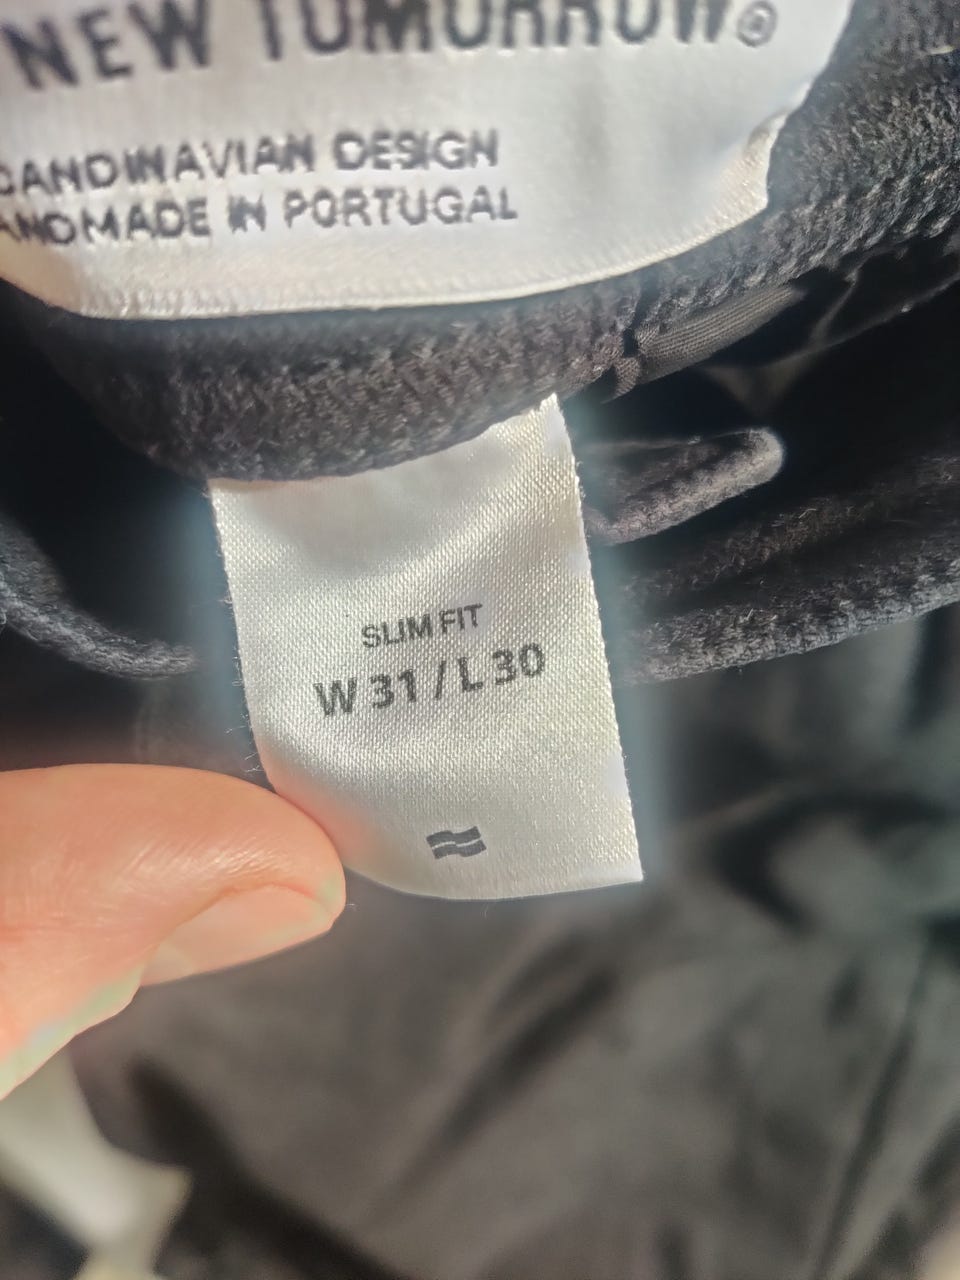 NEW TOMORROW®
CANDINAVIAN DESIGN
ANDMADE IN PORTUGAL
SLIM FIT
W 31 / L 30